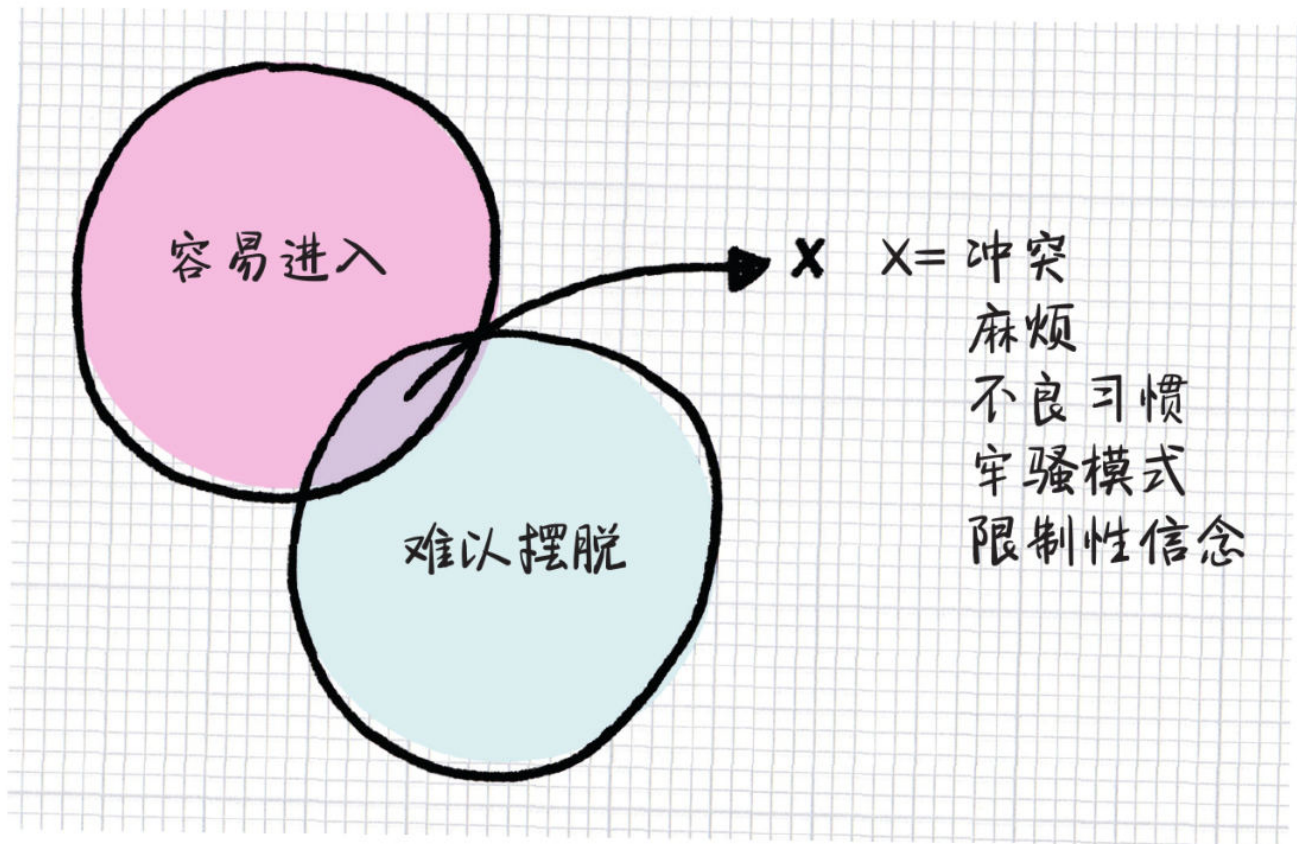 容易进入
X X= 冲突
麻烦
不良习惯
牢骚模式
限制性信念
难以摆脱